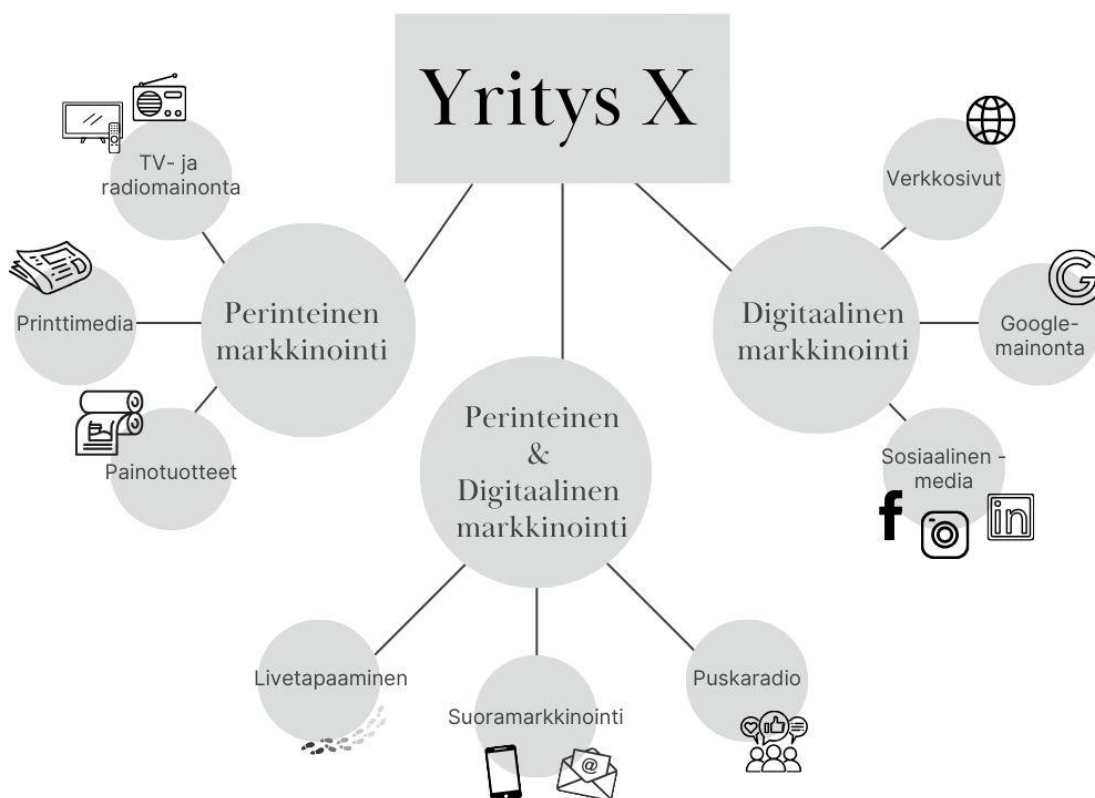 Yritys X
TV- ja
radiomainonta
Printtimedia
Painotuotteet
Perinteinen
markkinointi
Perinteinen
&
Digitaalinen
markkinointi
Livetapaaminen
Suoramarkkinointi
@
Puskaradio
Digitaalinen
markkinointi
Verkkosivut
G
Google-
mainonta
Sosiaalinen -
media
f
in